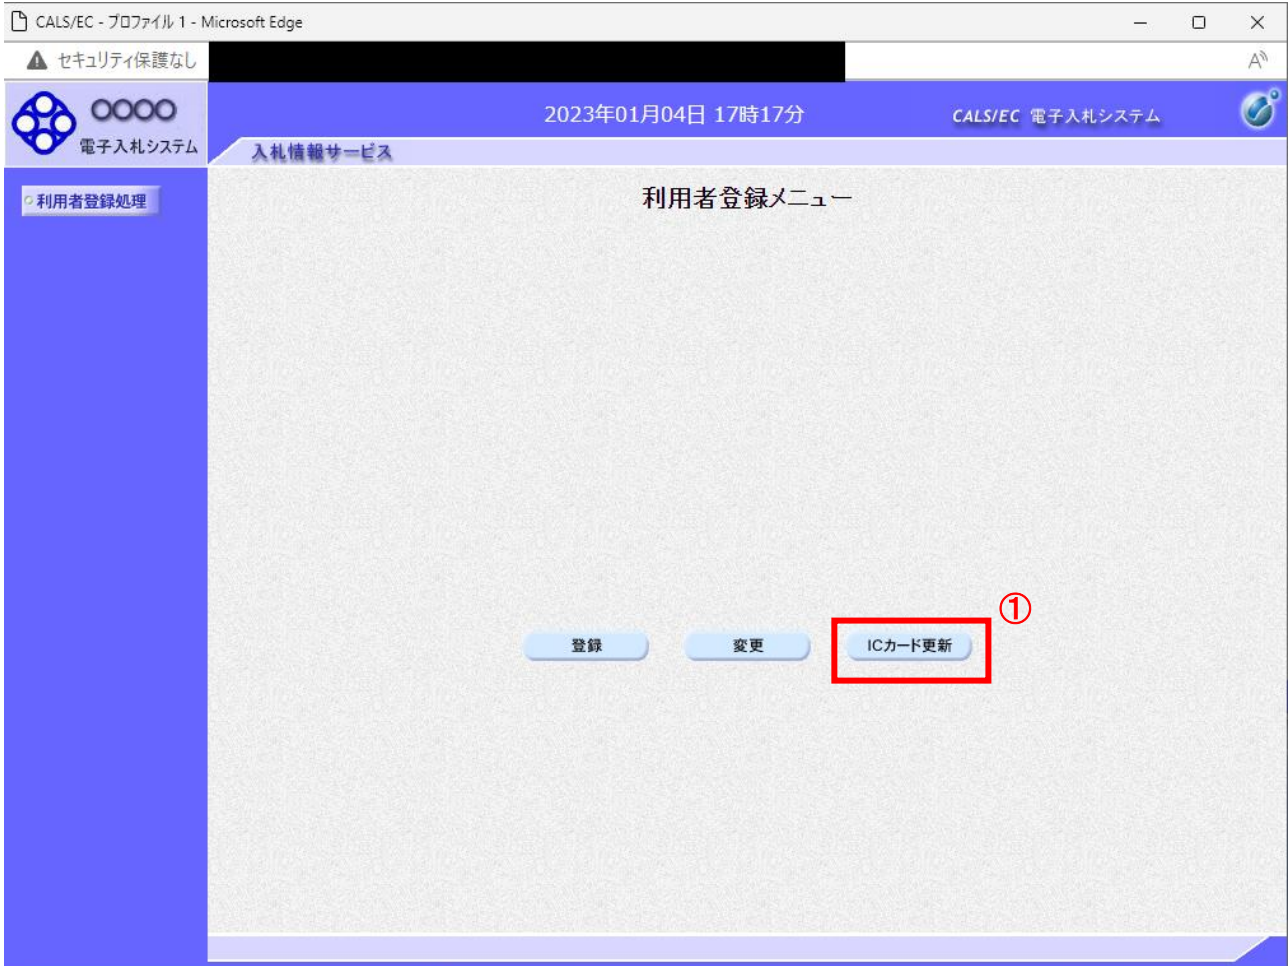 CALS/EC - プロファイル 1 - Microsoft Edge
セキュリティ保護なし
A
○○○○
電子入札システム
2023年01月04日 17時17分
CALS/EC 電子入札システム
入札情報サービス
利用者登録処理
利用者登録メニュー
①
登録
変更
ICカード更新